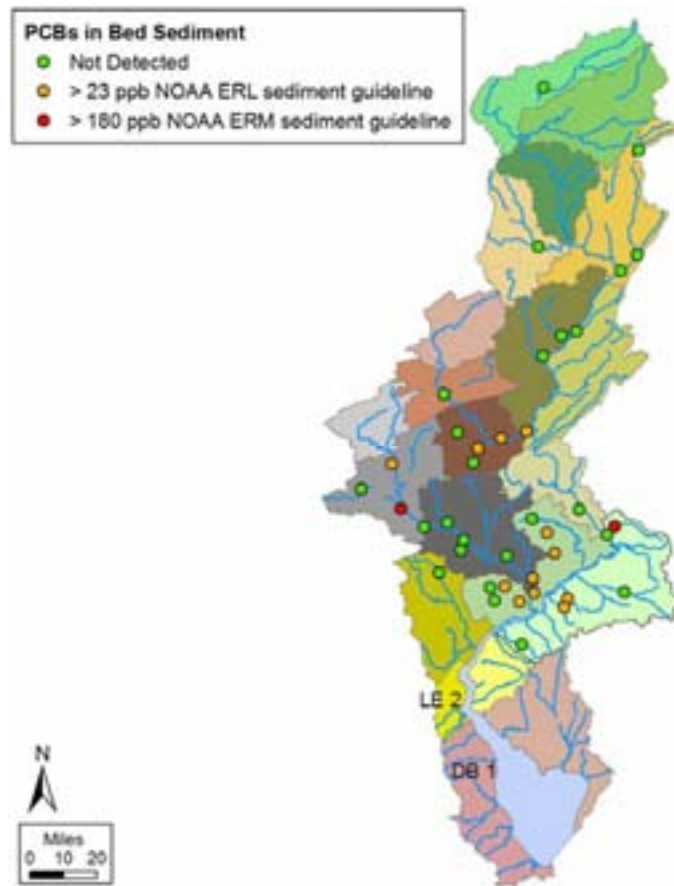 PCBs in Bed Sediment
Not Detected
> 23 ppb NOAA ERL sediment guideline
> 180 ppb NOAA ERM sediment guideline
LE 2
DB 1
N
Miles
0 10 20